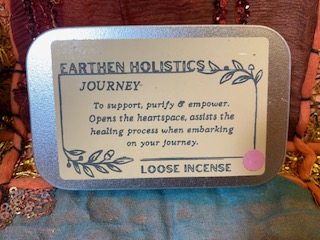 EARTHEN HOLISTICS
JOURNEY
To support, purify & empower.
Opens the heartspace, assists the
healing process when embarking
on your journey.
LOOSE INCENSE